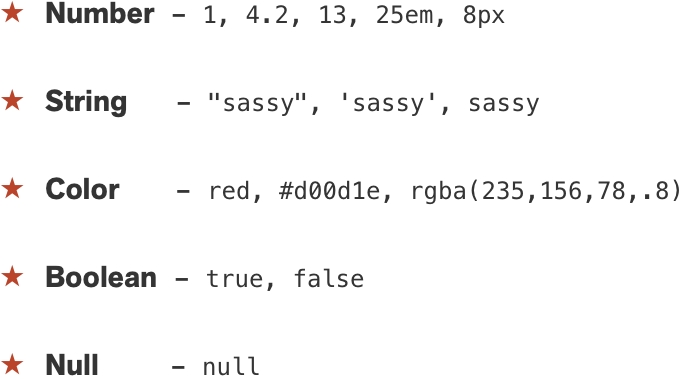 ★ Number – 1, 4.2, 13, 25em, 8px
★ String – "sassy", 'sassy', sassy
★ Color – red, #d00d1e, rgba(235,156,78,.8)
★ Boolean – true, false
★ Null – null